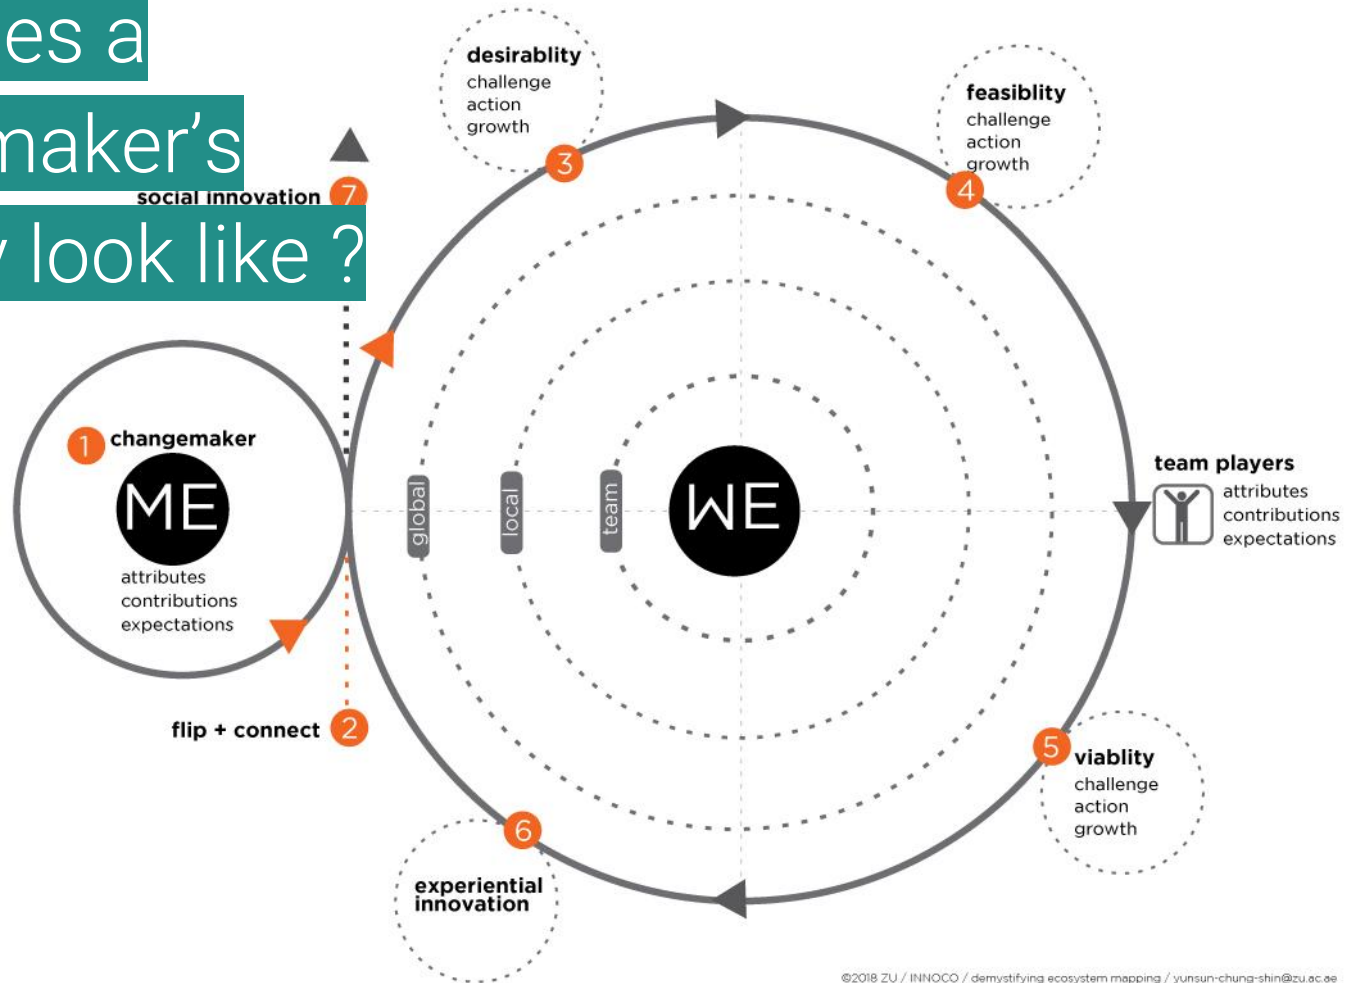 es a
maker's
look like ?
social innovation 7
desirablity
challenge
action
growth
3
feasiblity
challenge
action
growth
4
1 changemaker
ME
attributes
contributions
expectations
global
local
team
WE
team players
attributes
contributions
expectations
flip + connect 2
5 viablity
challenge
action
growth
6
experiential
innovation
©2018 ZU / INNOCO / demystifying ecosystem mapping / yunsun-chung-shin@zu.ac.ae